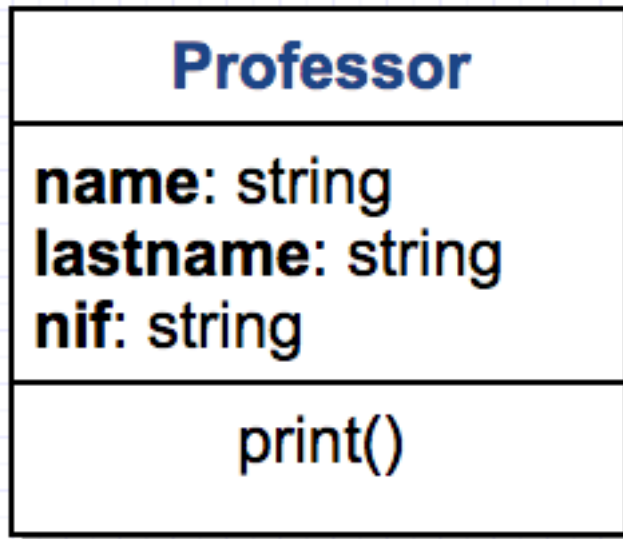 Professor
name: string
lastname: string
nif: string
print()